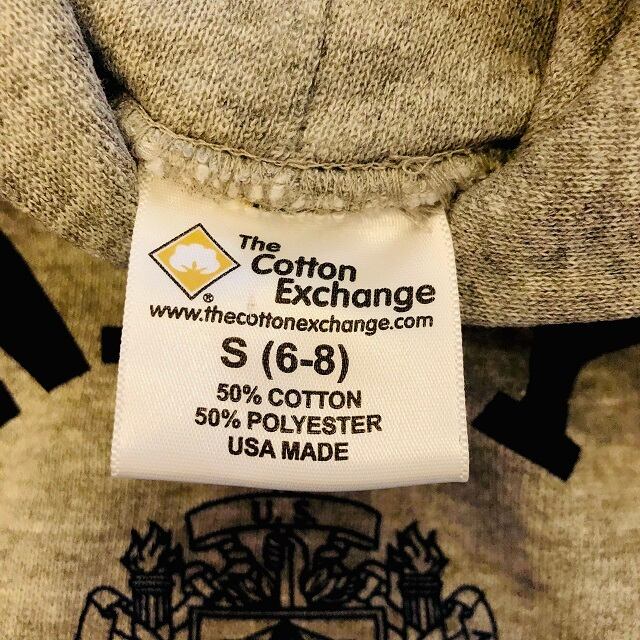 The
Cotton
Exchange
®
www.thecottonexchange.com
S (6-8)
50% COTTON
50% POLYESTER
USA MADE
U.S.